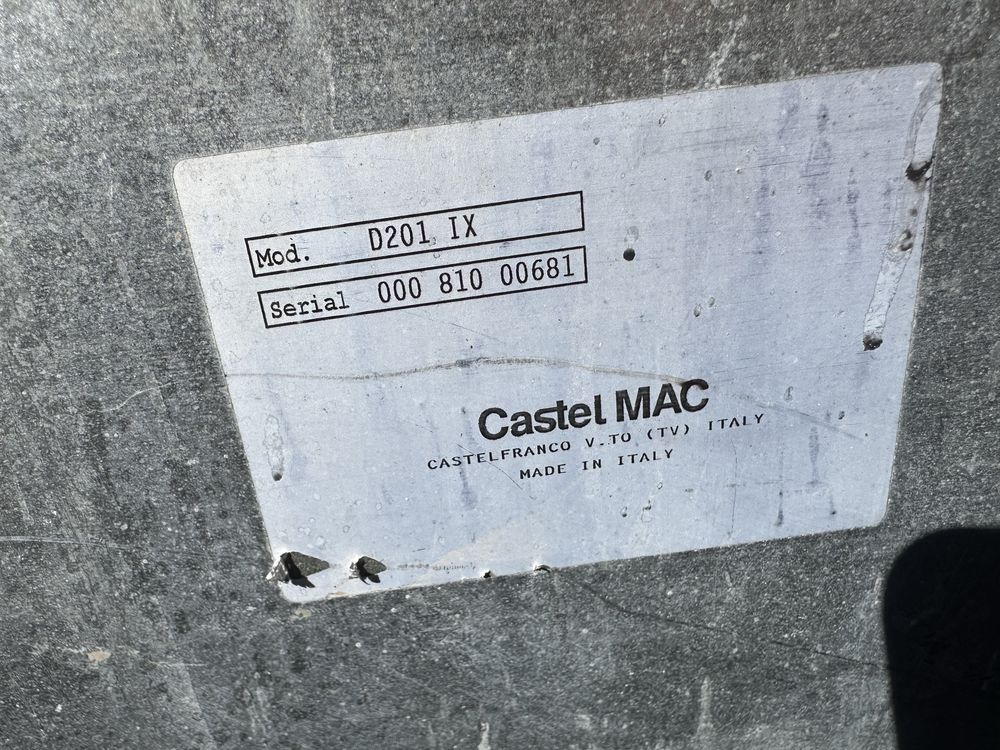 Mod. D201 IX
Serial 000 810 00681
Castel MAC
CASTELFRANCO V.TO (TV) ITALY
MADE IN ITALY